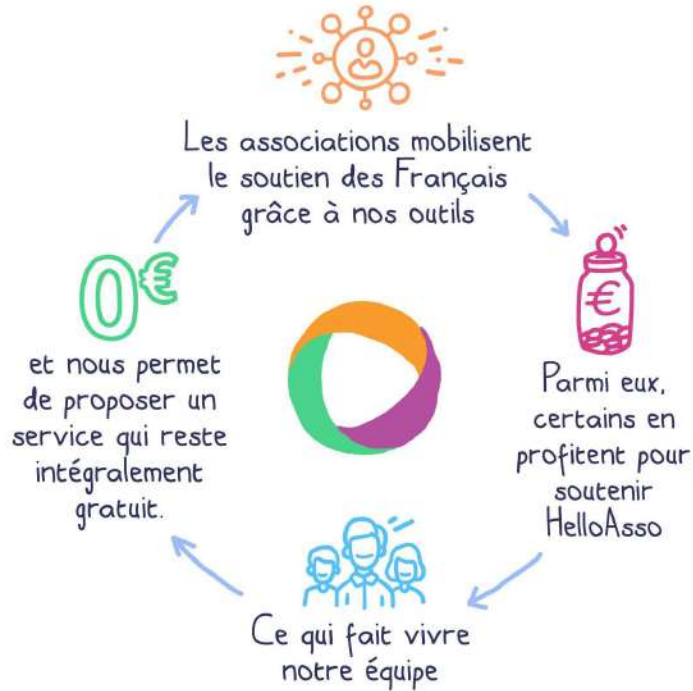 Les associations mobilisent
le soutien des Français
grâce à nos outils
€
Parmi eux,
certains en
profitent pour
soutenir
HelloAsso
Ce qui fait vivre
notre équipe
0€
et nous permet
de proposer un
service qui reste
intégralement
gratuit.